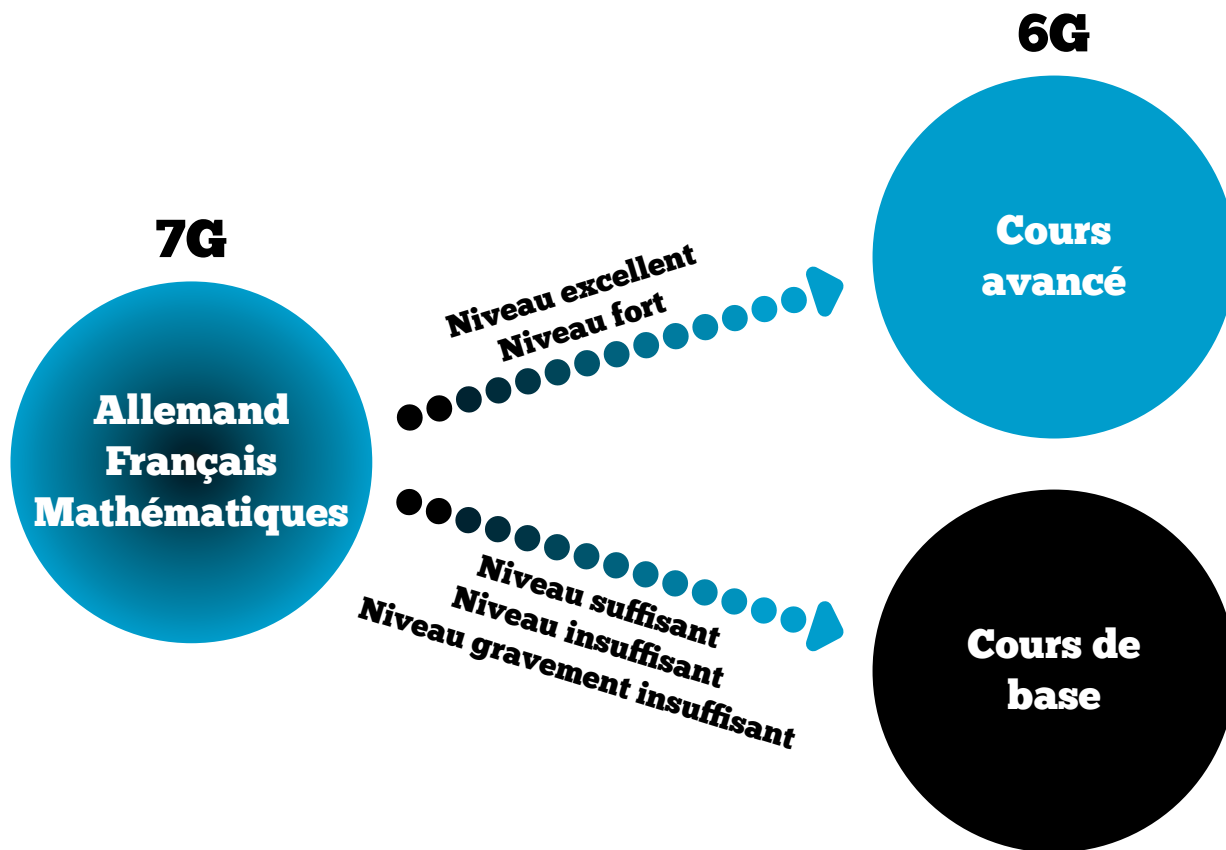 7G
Allemand
Français
Mathématiques
Niveau excellent
Niveau fort
Niveau suffisant
Niveau insuffisant
Niveau gravement insuffisant
6G
Cours
avancé
Cours de
base